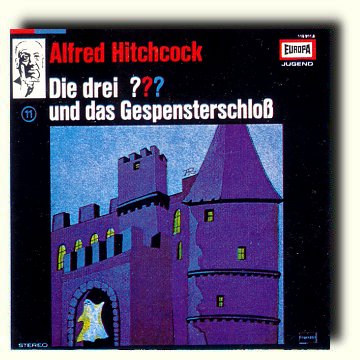 Alfred Hitchcock
EUROPA
JUGEND
Die drei ???
11
und das Gespensterschloß
STEREO